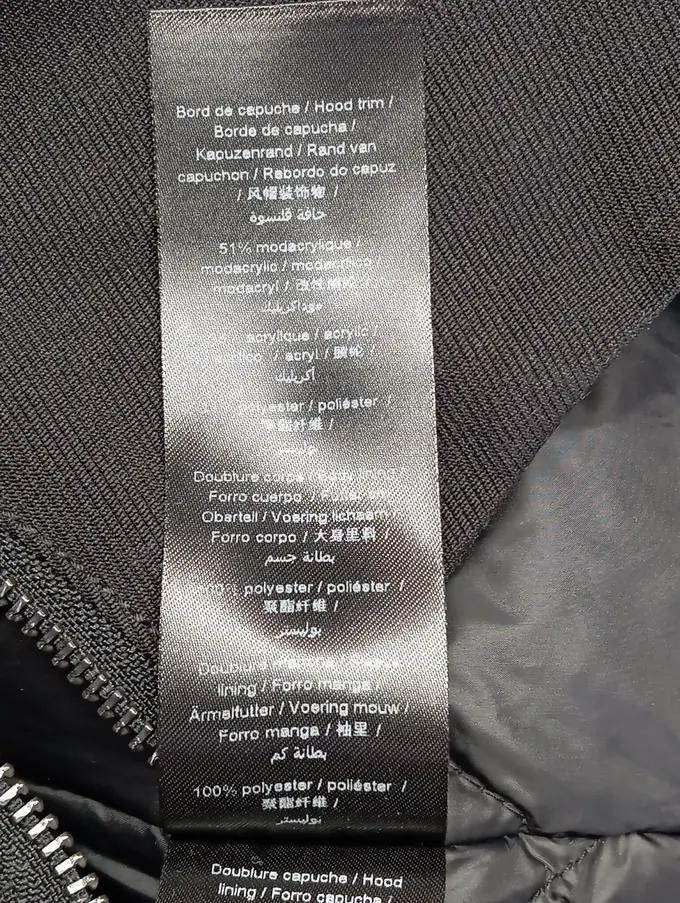 Bord de capuche / Hood trim /
Borde de capucha /
Kapuzenrand / Rand van
capuchon / Rebordo do capuz
/ 风帽装饰物 /
حافة قلنسوة
51% modacrylique /
modacrylic / modacrílico /
modacryl / 改性腈纶 /
موداكريليك
acrylique / acrylic /
/ acryl / 腈纶 /
أكريليك
polyester / poliéster /
聚酯纤维 /
بوليستر
Doublure corps /
Forro cuerpo /
Oberteil / Voering lichaam
Forro corpo / 大身里料 /
بطانة جسم
polyester / poliéster /
聚酯纤维 /
بوليستر
Doublure
lining / Forro manga
Ärmelfutter / Voering mouw /
Forro manga / 袖里 /
بطانة كم
100% polyester / poliéster /
聚酯纤维 /
بوليستر
Doublure capuche / Hood
lining / Forro capucha /